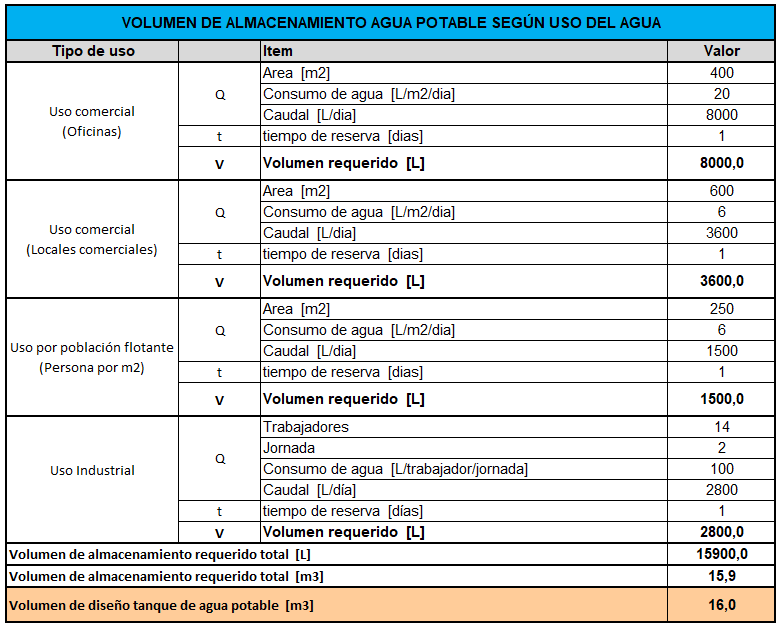 VOLUMEN DE ALMACENAMIENTO AGUA POTABLE SEGÚN USO DEL AGUA
Tipo de uso Item Valor
Uso comercial
(Oficinas)
Q
Area [m2] 400
Consumo de agua [L/m2/dia] 20
Caudal [L/dia] 8000
t tiempo de reserva [dias] 1
V Volumen requerido [L] 8000,0
Uso comercial
(Locales comerciales)
Q
Area [m2] 600
Consumo de agua [L/m2/dia] 6
Caudal [L/dia] 3600
t tiempo de reserva [dias] 1
V Volumen requerido [L] 3600,0
Uso por población flotante
(Persona por m2)
Q
Area [m2] 250
Consumo de agua [L/m2/dia] 6
Caudal [L/dia] 1500
t tiempo de reserva [dias] 1
V Volumen requerido [L] 1500,0
Uso Industrial
Q
Trabajadores 14
Jornada 2
Consumo de agua [L/trabajador/jornada] 100
Caudal [L/día] 2800
t tiempo de reserva [días] 1
V Volumen requerido [L] 2800,0
Volumen de almacenamiento requerido total [L] 15900,0
Volumen de almacenamiento requerido total [m3] 15,9
Volumen de diseño tanque de agua potable [m3] 16,0